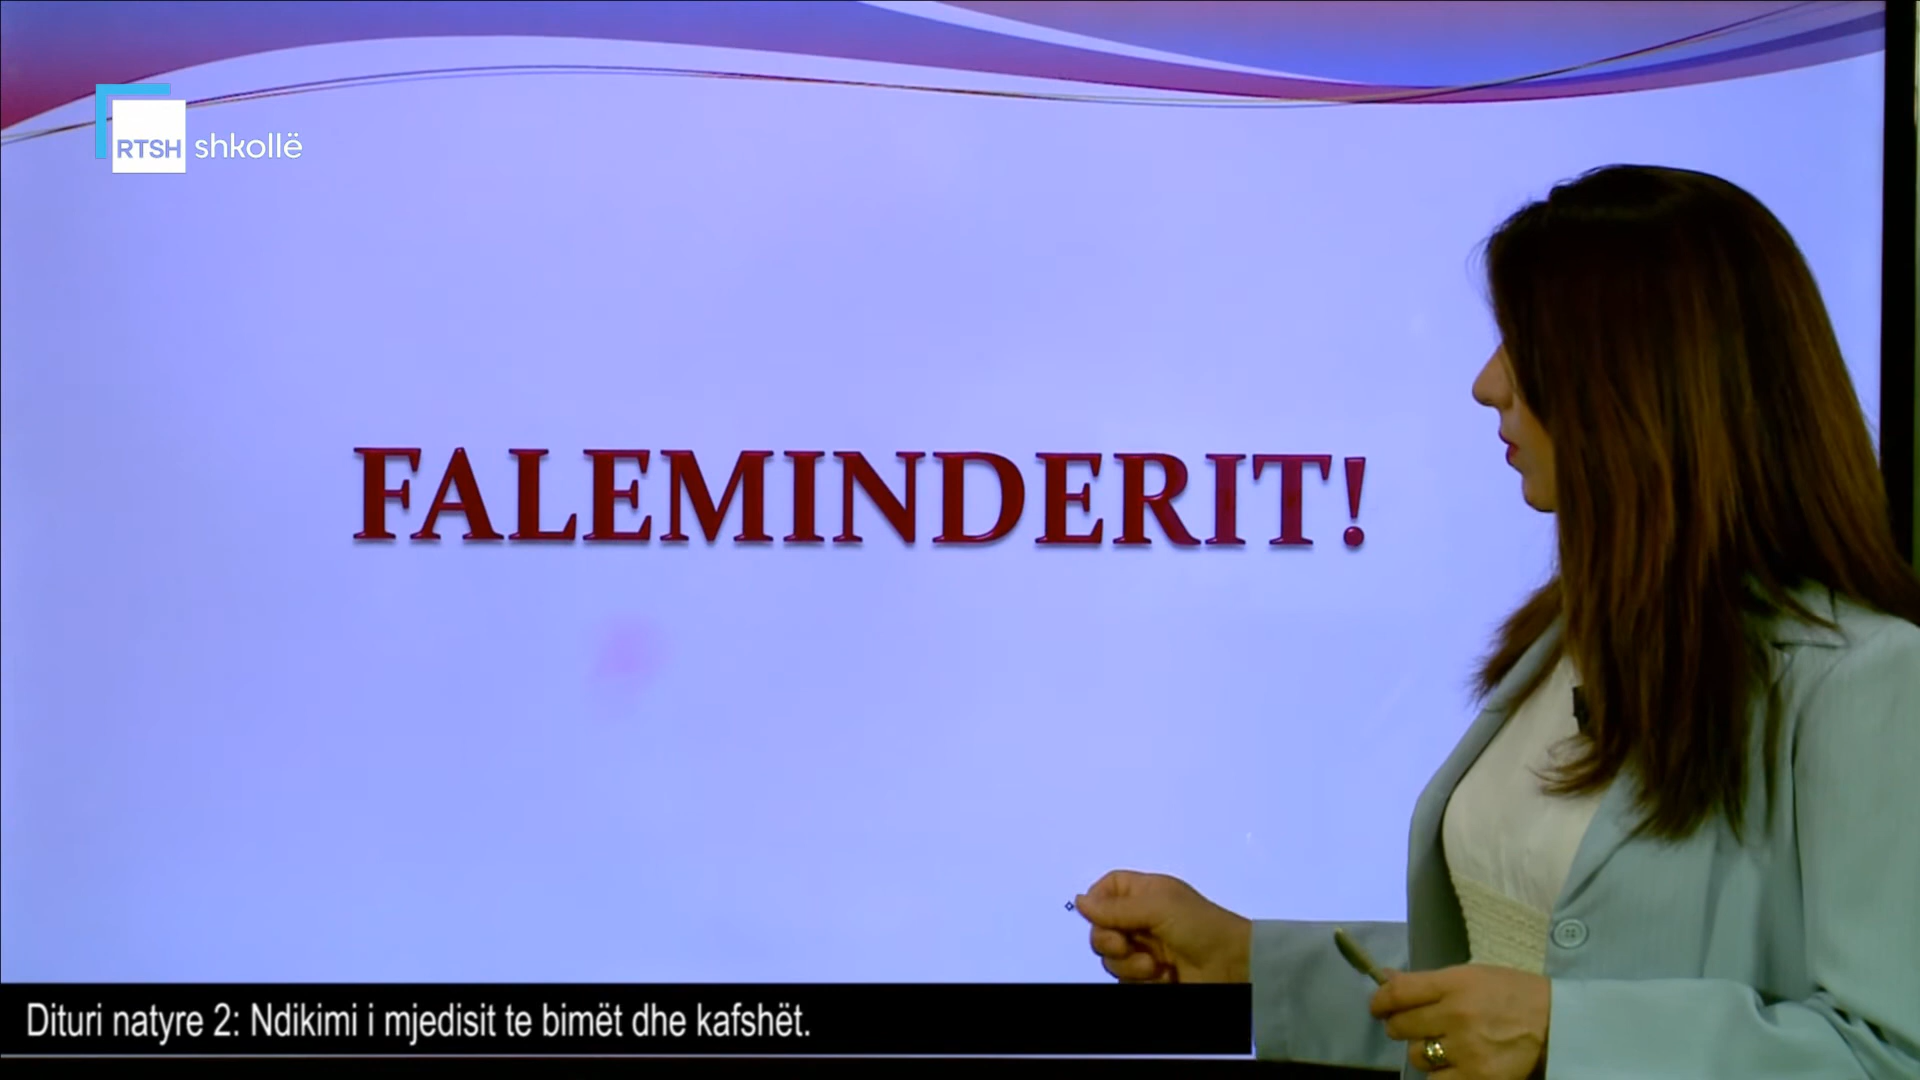 RTSH shkollë
FALEMINDERIT!
Dituri natyre 2: Ndikimi i mjedisit te bimët dhe kafshët.